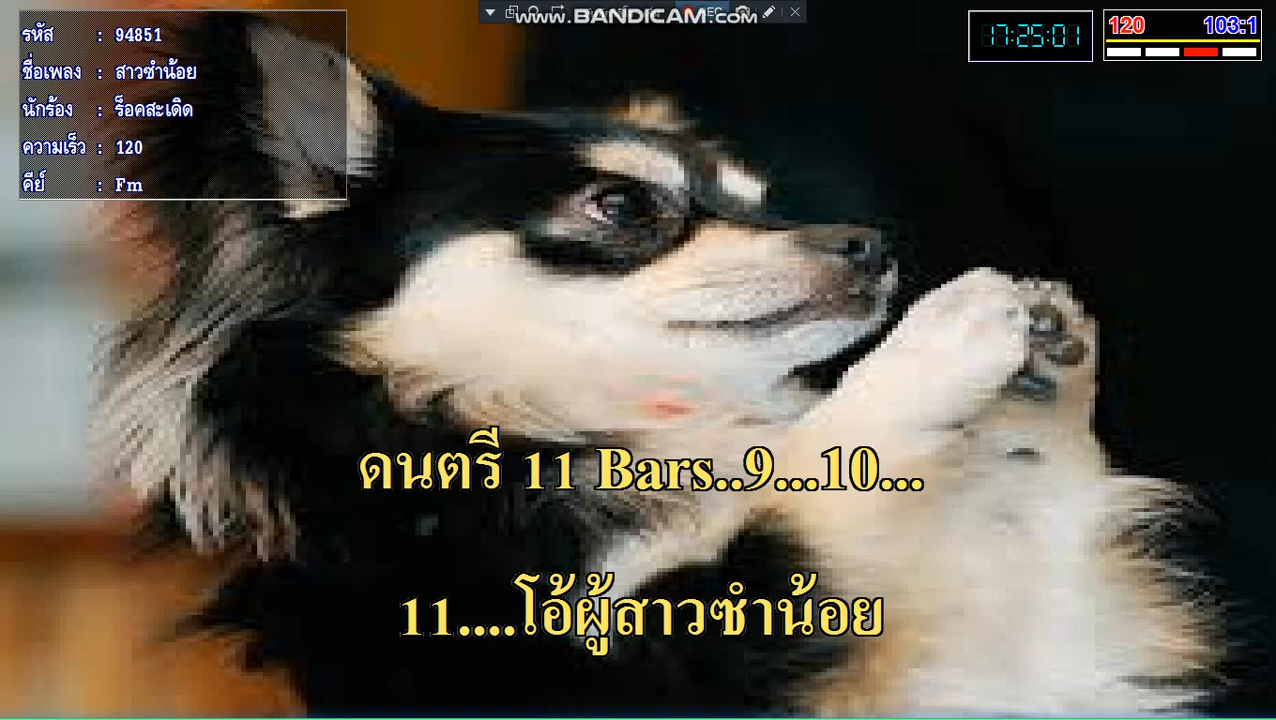 www.BANDICAM.com
รหัส : 94851
ชื่อเพลง : สาวซำน้อย
นักร้อง : ร็อคสะเดิด
ความเร็ว : 120
คีย์ : Fm
17:25:01
120 103:1
ดนตรี 11 Bars..9...10...
11....โอ้ผู้สาวซำน้อย